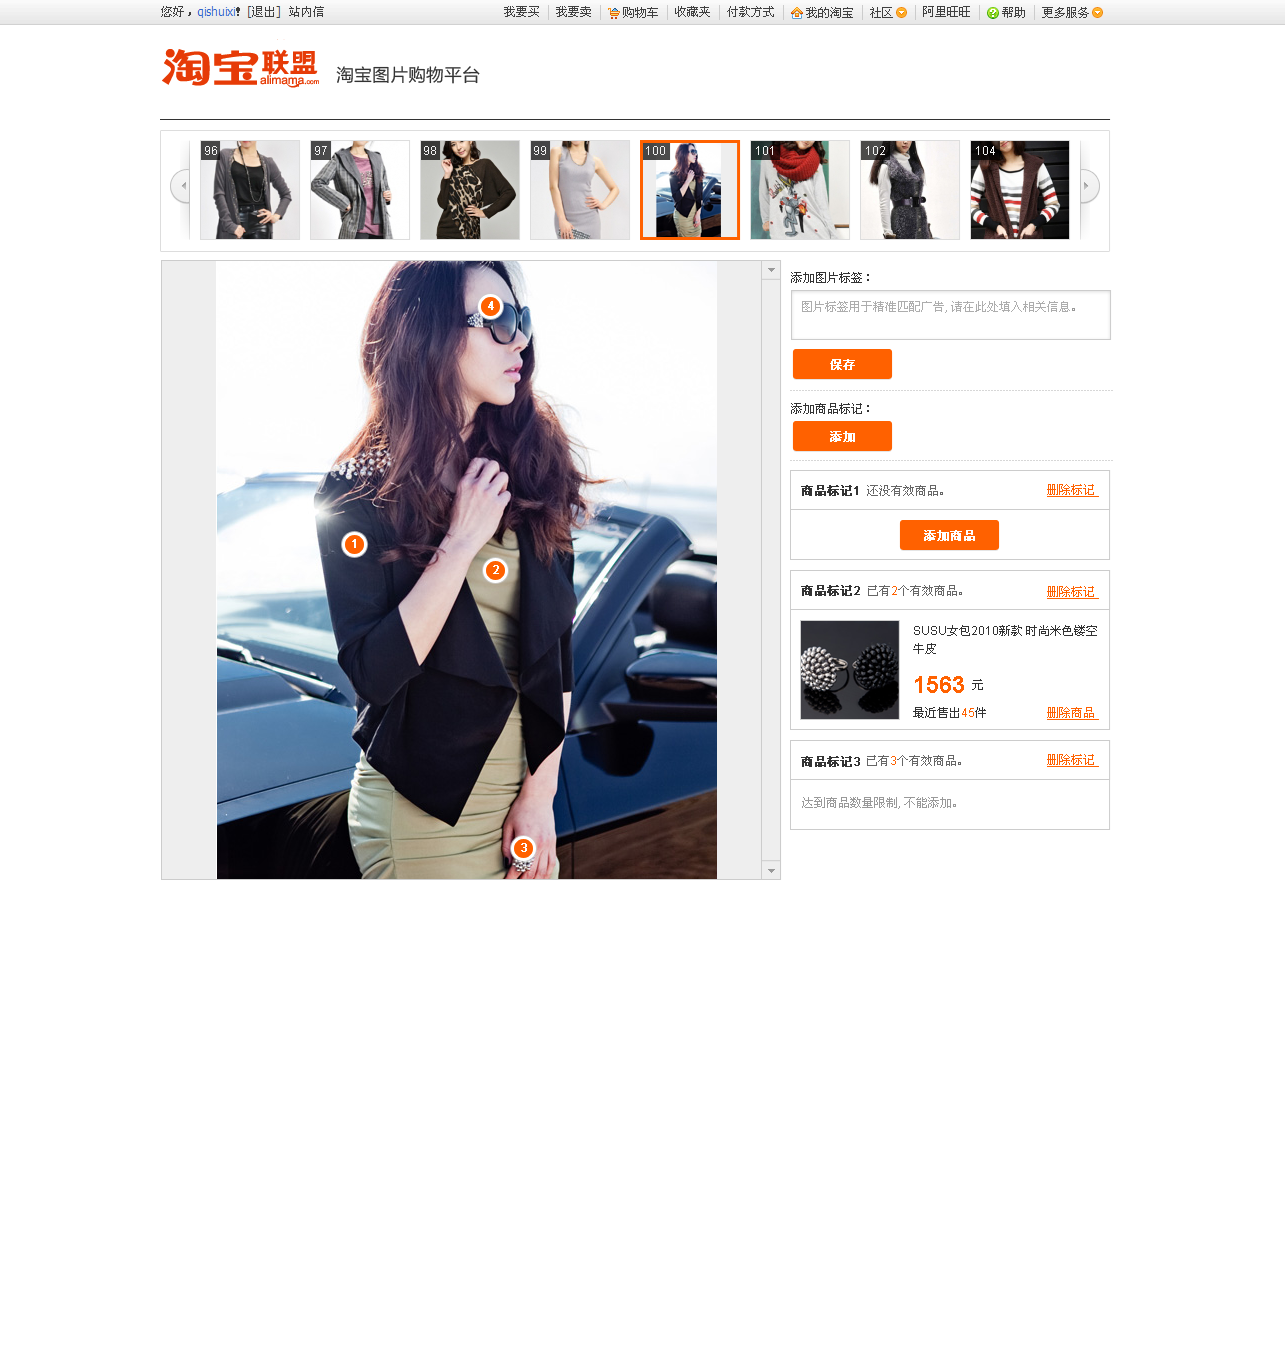 您好，qishuixi! [退出] 站内信 我要买 我要卖 购物车 收藏夹 付款方式 我的淘宝 社区 阿里旺旺 帮助 更多服务
淘宝联盟 alimama.com 淘宝图片购物平台
96 97 98 99 100 101 102 104
4
1
2
3
添加图片标签：
图片标签用于精准匹配广告, 请在此处填入相关信息。
保存
添加商品标记：
添加
商品标记1 还没有效商品。 删除标记
添加商品
商品标记2 已有2个有效商品。 删除标记
SUSU女包2010新款 时尚米色镂空
牛皮
1563 元
最近售出45件 删除商品
商品标记3 已有3个有效商品。 删除标记
达到商品数量限制, 不能添加。